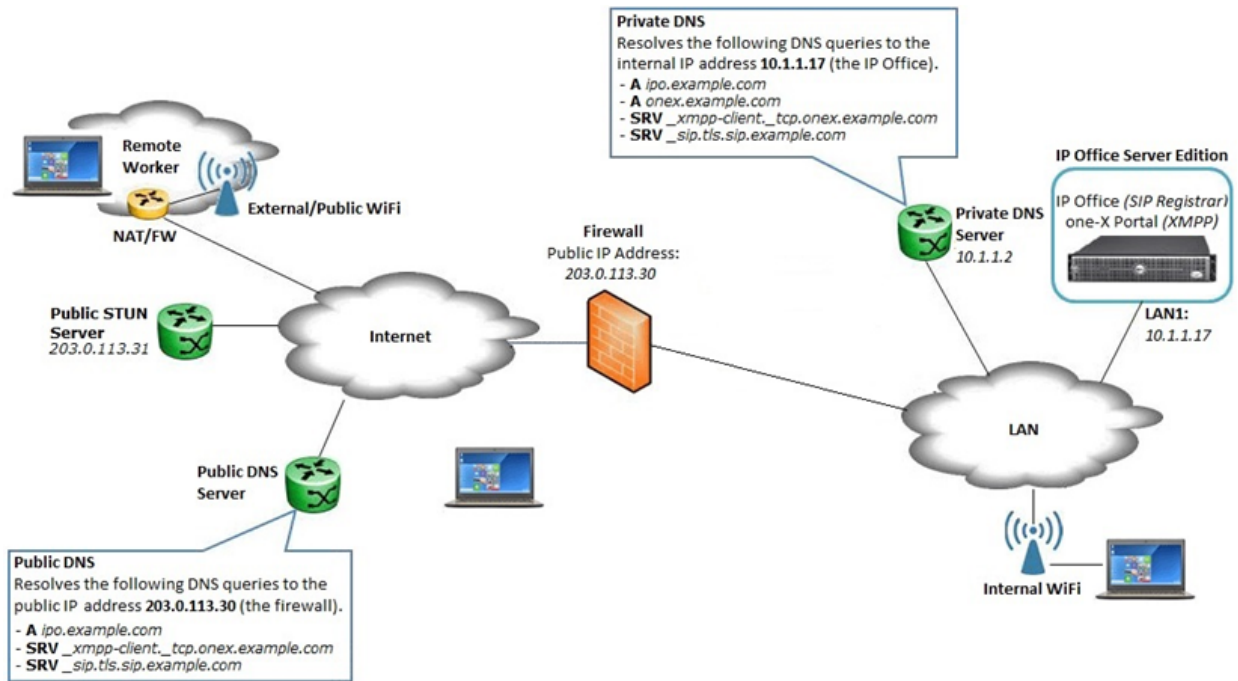 Private DNS
Resolves the following DNS queries to the
internal IP address 10.1.1.17 (the IP Office).
- A ipo.example.com
- A onex.example.com
- SRV _xmpp-client._tcp.onex.example.com
- SRV _sip.tls.sip.example.com
Remote
Worker
External/Public WiFi
NAT/FW
Firewall
Public IP Address:
203.0.113.30
Private DNS
Server
10.1.1.2
IP Office Server Edition
IP Office (SIP Registrar)
one-X Portal (XMPP)
LAN1:
10.1.1.17
Public STUN
Server
203.0.113.31
Internet
LAN
Public DNS
Server
Internal WiFi
Public DNS
Resolves the following DNS queries to the
public IP address 203.0.113.30 (the firewall).
- A ipo.example.com
- SRV _xmpp-client._tcp.onex.example.com
- SRV _sip.tls.sip.example.com